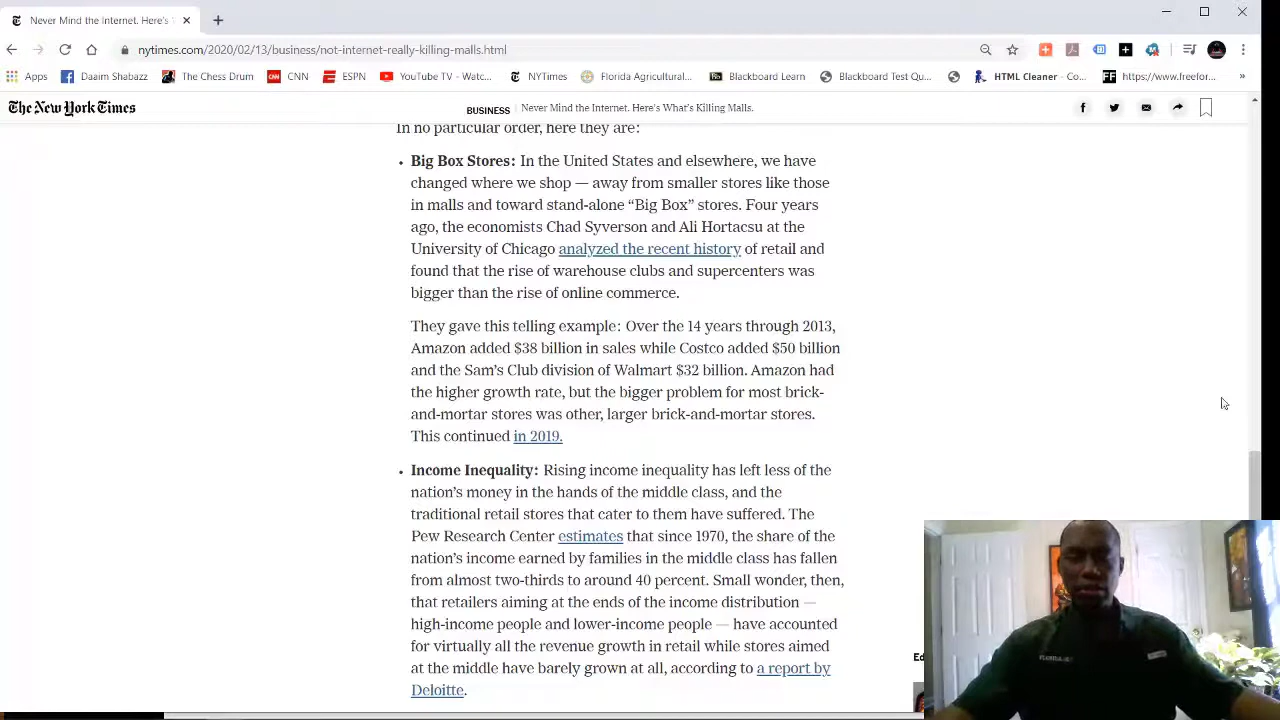 Never Mind the Internet. Here's
nytimes.com/2020/02/13/business/not-internet-really-killing-malls.html
Apps Daaim Shabazz The Chess Drum CNN ESPN YouTube TV - Watc... NYTimes Florida Agricultural... Blackboard Learn Blackboard Test Qu... HTML Cleaner - Co... https://www.freefor... »
The New York Times BUSINESS Never Mind the Internet. Here's What's Killing Malls.
In no particular order, here they are:
• Big Box Stores: In the United States and elsewhere, we have
changed where we shop — away from smaller stores like those
in malls and toward stand-alone “Big Box” stores. Four years
ago, the economists Chad Syverson and Ali Hortacsu at the
University of Chicago analyzed the recent history of retail and
found that the rise of warehouse clubs and supercenters was
bigger than the rise of online commerce.
They gave this telling example: Over the 14 years through 2013,
Amazon added $38 billion in sales while Costco added $50 billion
and the Sam’s Club division of Walmart $32 billion. Amazon had
the higher growth rate, but the bigger problem for most brick-
and-mortar stores was other, larger brick-and-mortar stores.
This continued in 2019.
• Income Inequality: Rising income inequality has left less of the
nation’s money in the hands of the middle class, and the
traditional retail stores that cater to them have suffered. The
Pew Research Center estimates that since 1970, the share of the
nation’s income earned by families in the middle class has fallen
from almost two-thirds to around 40 percent. Small wonder, then,
that retailers aiming at the ends of the income distribution —
high-income people and lower-income people — have accounted
for virtually all the revenue growth in retail while stores aimed
at the middle have barely grown at all, according to a report by
Deloitte.